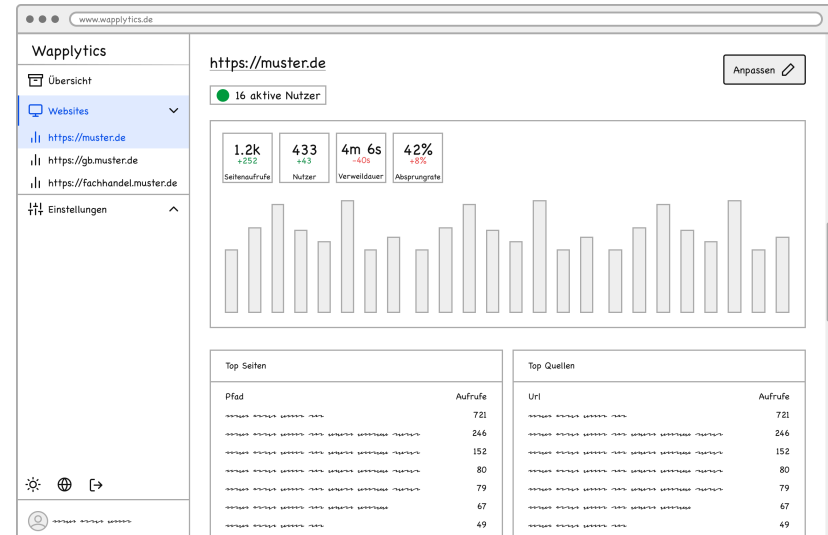 www.wapplytics.de
Wapplytics
Übersicht
Websites
https://muster.de
https://gb.muster.de
https://fachhandel.muster.de
Einstellungen
https://muster.de
Anpassen
16 aktive Nutzer
1.2k
+252
Seitenaufrufe
433
+43
Nutzer
4m 6s
-40s
Verweildauer
42%
+8%
Absprungrate
Top Seiten
Pfad Aufrufe
721
246
152
80
79
67
49
Top Quellen
Url Aufrufe
721
246
152
80
79
67
49